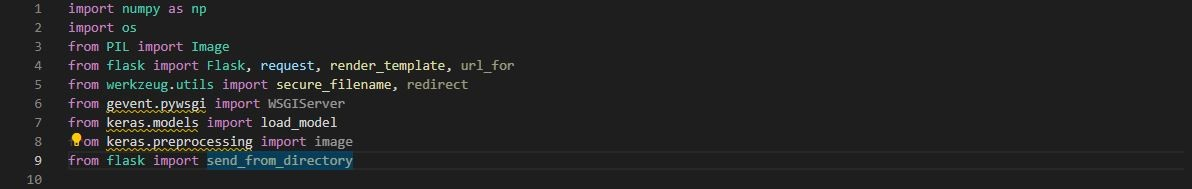 1 import numpy as np
2 import os
3 from PIL import Image
4 from flask import Flask, request, render_template, url_for
5 from werkzeug.utils import secure_filename, redirect
6 from gevent.pywsgi import WSGIServer
7 from keras.models import load_model
8 om keras.preprocessing import image
9 from flask import send_from_directory
10